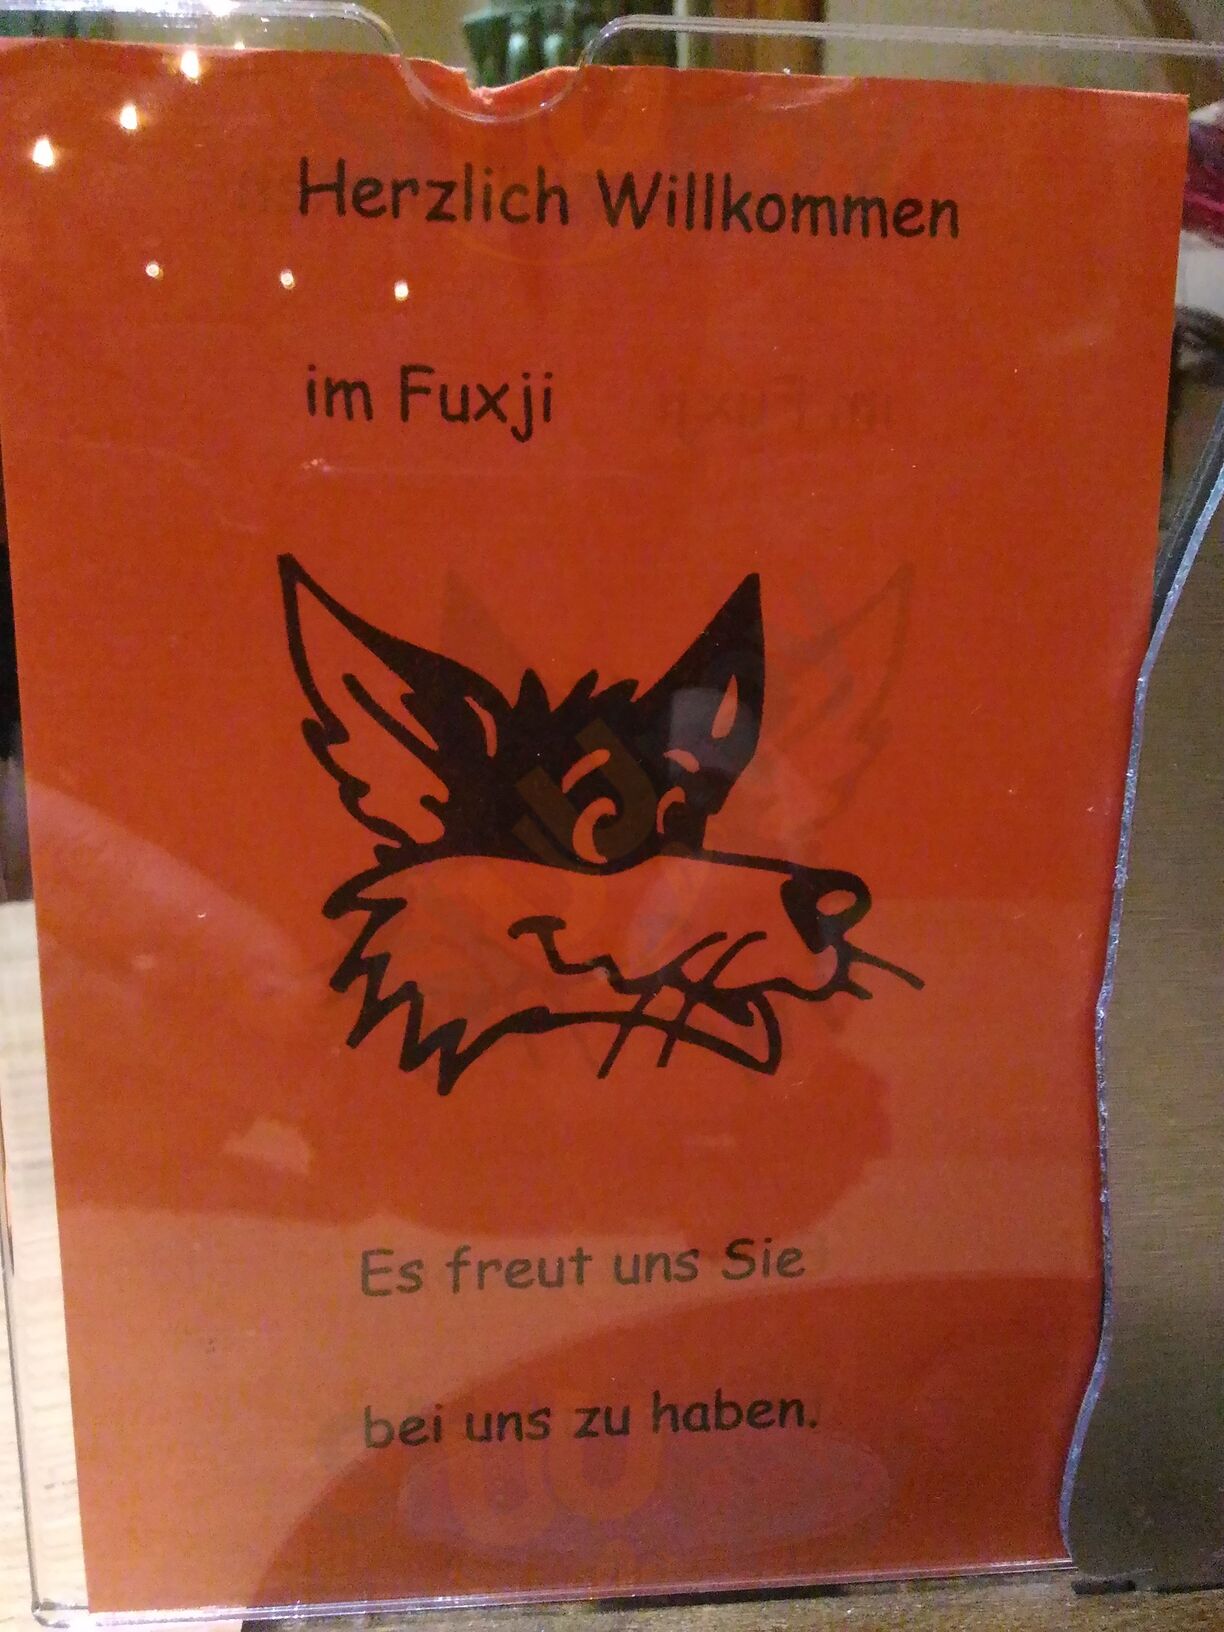 Herzlich Willkommen
im Fuxji
Es freut uns Sie
bei uns zu haben.